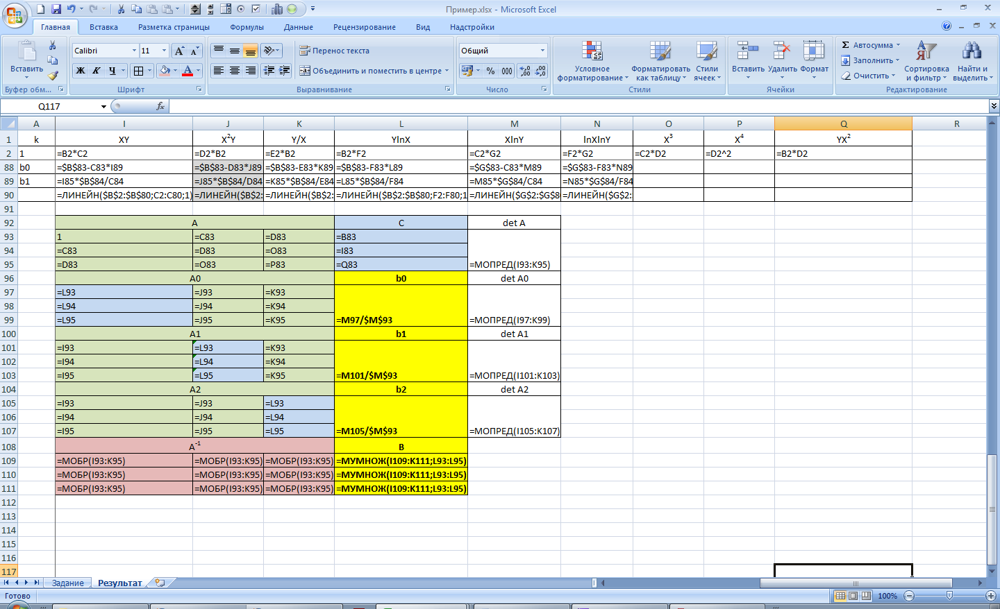 Пример.xlsx - Microsoft Excel
Главная Вставка Разметка страницы Формулы Данные Рецензирование Вид Надстройки
Calibri 11 Перенос текста Общий Σ Автосумма
Вставить Условное форматирование Форматировать как таблицу Стили ячеек Вставить Удалить Формат Заполнить Сортировка и фильтр Найти и выделить
Ж К Ч Объединить и поместить в центре % 000 Очистить
Буфер обм... Шрифт Выравнивание Число Стили Ячейки Редактирование
Q117 fx
A I J K L M N O P Q R
1 k XY X²Y Y/X YlnX XlnY lnXlnY X³ X⁴ YX²
2 1 =B2*C2 =D2*B2 =E2*B2 =B2*F2 =C2*G2 =F2*G2 =C2*D2 =D2^2 =B2*D2
88 b0 =$B$83-C83*I89 =$B$83-D83*J89 =$B$83-E83*K89 =$B$83-F83*L89 =$G$83-C83*M89 =$G$83-F83*N89
89 b1 =I85*$B$84/C84 =J85*$B$84/D84 =K85*$B$84/E84 =L85*$B$84/F84 =M85*$G$84/C84 =N85*$G$84/F84
90 =ЛИНЕЙН($B$2:$B$80;C2:C80;1) =ЛИНЕЙН($B$2: =ЛИНЕЙН($B$2: =ЛИНЕЙН($B$2:$B$80;F2:F80;1 =ЛИНЕЙН($G$2:$G$8 =ЛИНЕЙН($G$2:
91
92 A C det A
93 1 =C83 =D83 =B83
94 =C83 =D83 =O83 =I83
95 =D83 =O83 =P83 =Q83 =МОПРЕД(I93:K95)
96 A0 b0 det A0
97 =L93 =J93 =K93
98 =L94 =J94 =K94
99 =L95 =J95 =K95 =M97/$M$93 =МОПРЕД(I97:K99)
100 A1 b1 det A1
101 =I93 =L93 =K93
102 =I94 =L94 =K94
103 =I95 =L95 =K95 =M101/$M$93 =МОПРЕД(I101:K103)
104 A2 b2 det A2
105 =I93 =J93 =L93
106 =I94 =J94 =L94
107 =I95 =J95 =L95 =M105/$M$93 =МОПРЕД(I105:K107)
108 A⁻¹ B
109 =МОБР(I93:K95) =МОБР(I93:K95) =МОБР(I93:K95) =МУМНОЖ(I109:K111;L93:L95)
110 =МОБР(I93:K95) =МОБР(I93:K95) =МОБР(I93:K95) =МУМНОЖ(I109:K111;L93:L95)
111 =МОБР(I93:K95) =МОБР(I93:K95) =МОБР(I93:K95) =МУМНОЖ(I109:K111;L93:L95)
112
113
114
115
116
117
Задание Результат
Готово 100%